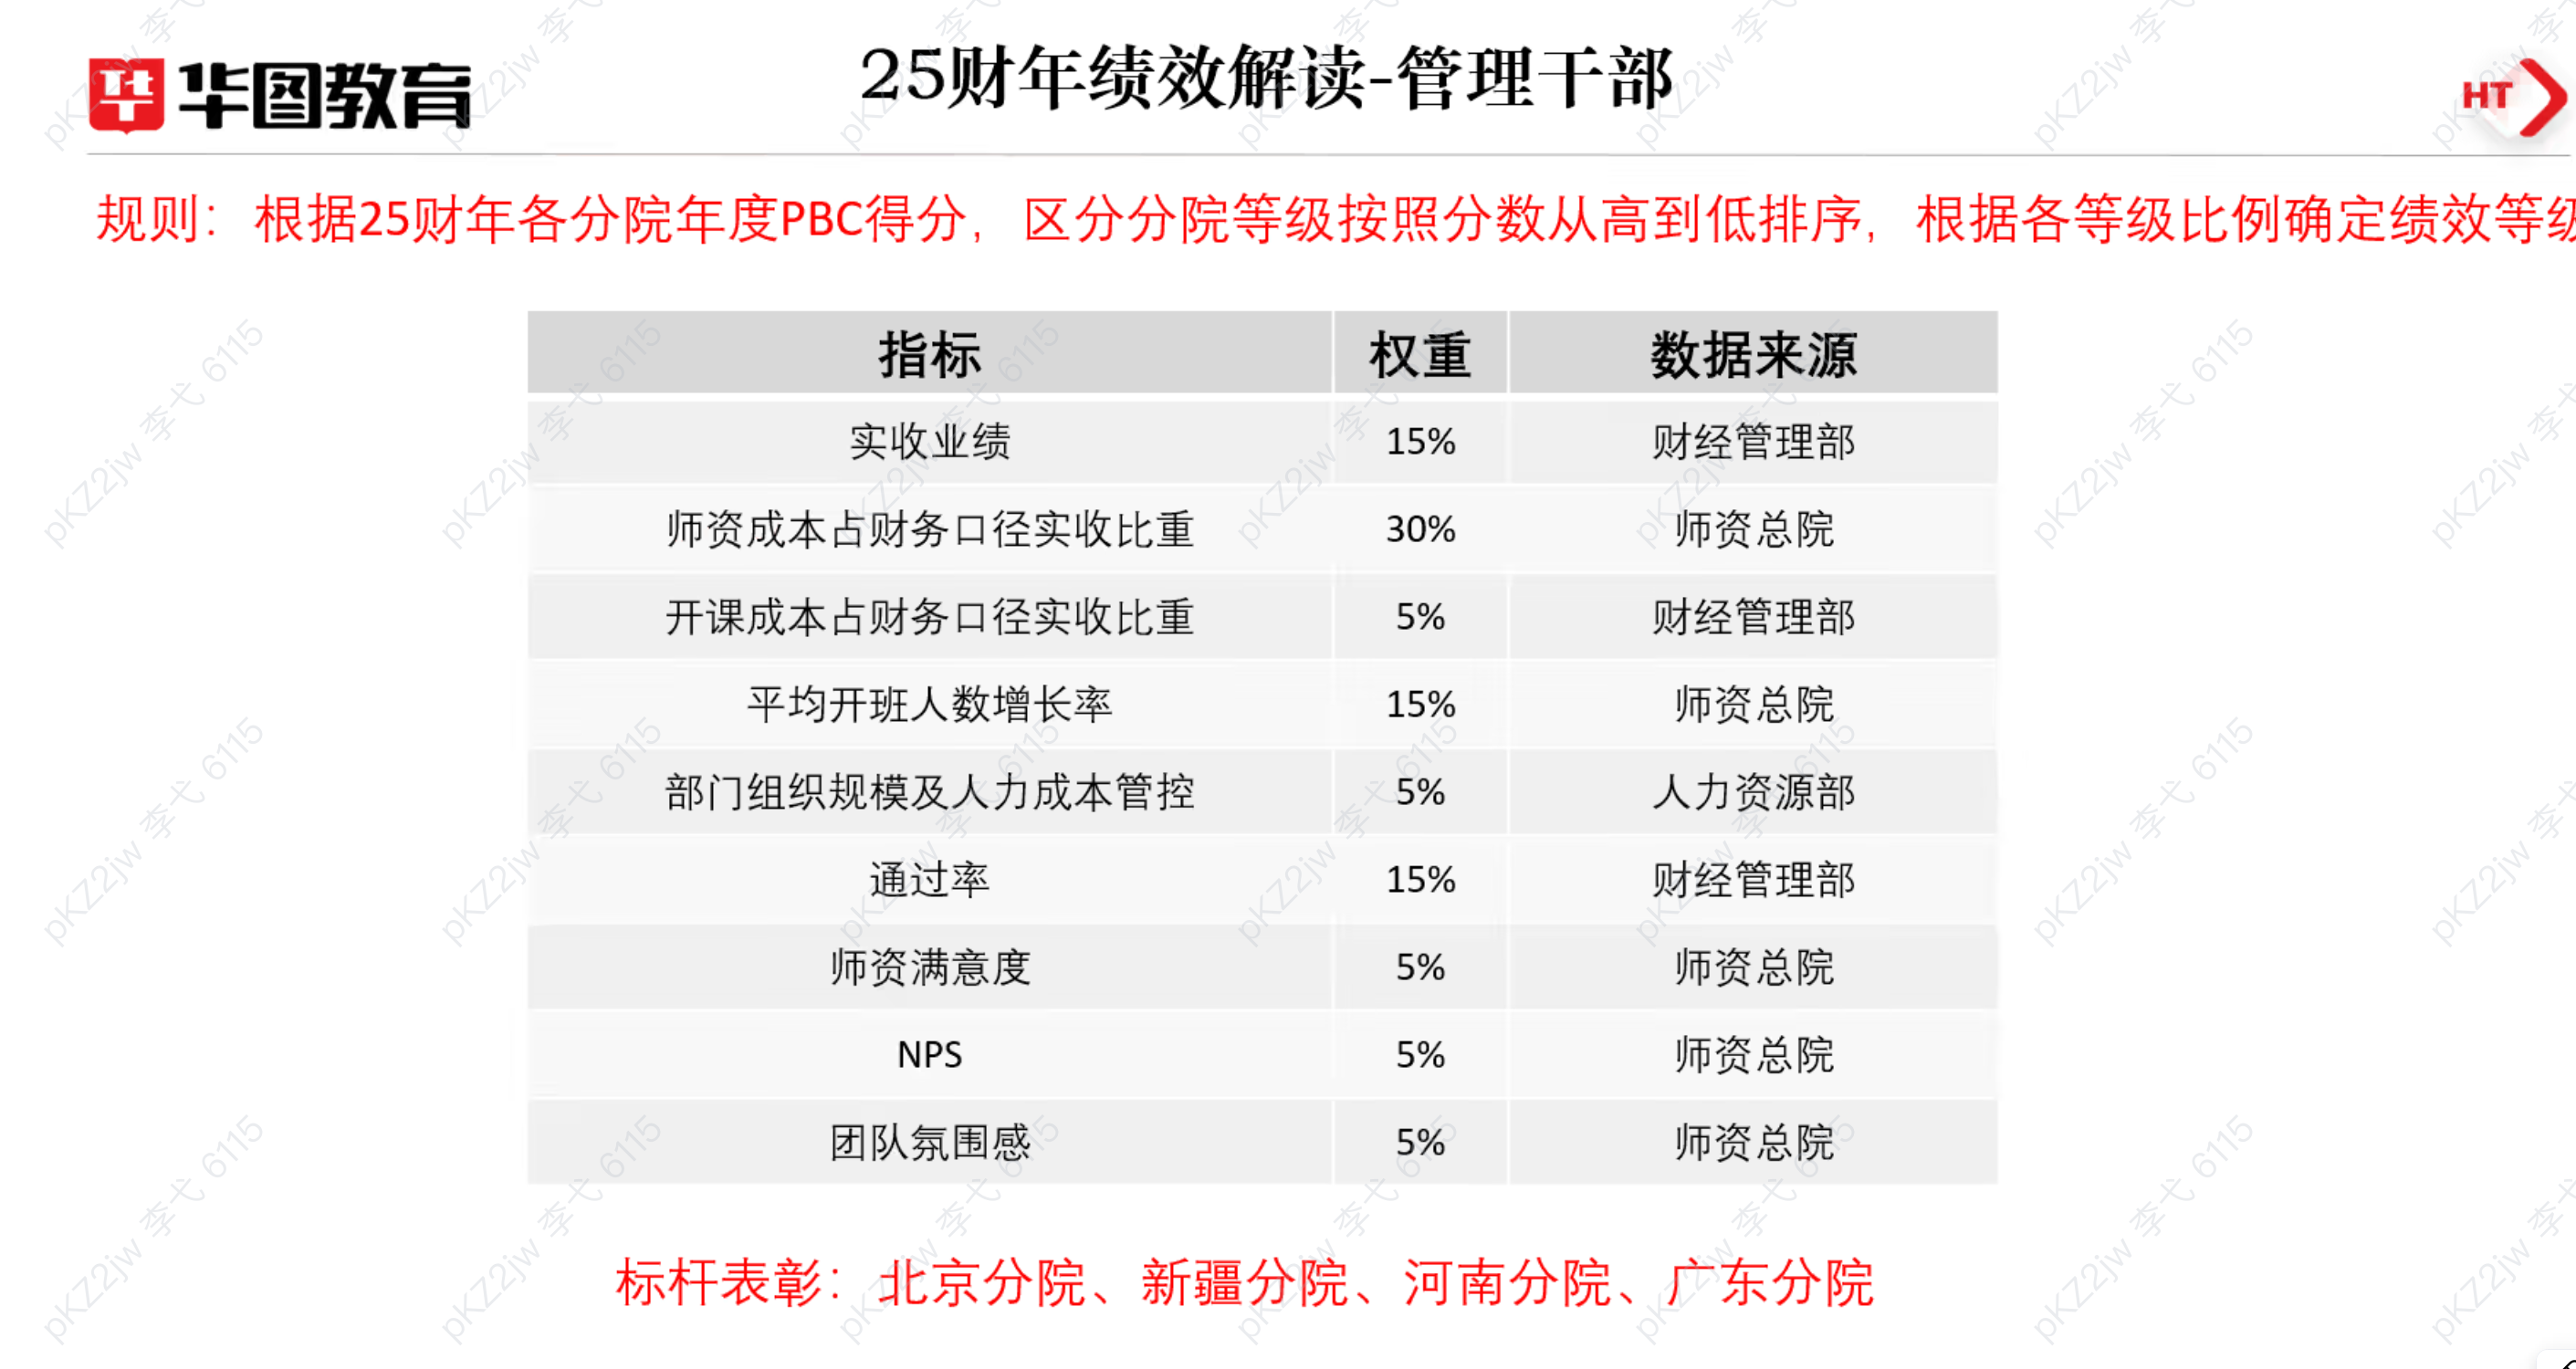 华图教育
25财年绩效解读-管理干部
HT
规则：根据25财年各分院年度PBC得分，区分分院等级按照分数从高到低排序，根据各等级比例确定绩效等级
指标 权重 数据来源
实收业绩 15% 财经管理部
师资成本占财务口径实收比重 30% 师资总院
开课成本占财务口径实收比重 5% 财经管理部
平均开班人数增长率 15% 师资总院
部门组织规模及人力成本管控 5% 人力资源部
通过率 15% 财经管理部
师资满意度 5% 师资总院
NPS 5% 师资总院
团队氛围感 5% 师资总院
标杆表彰：北京分院、新疆分院、河南分院、广东分院
pKZ2jw 李弋 6115